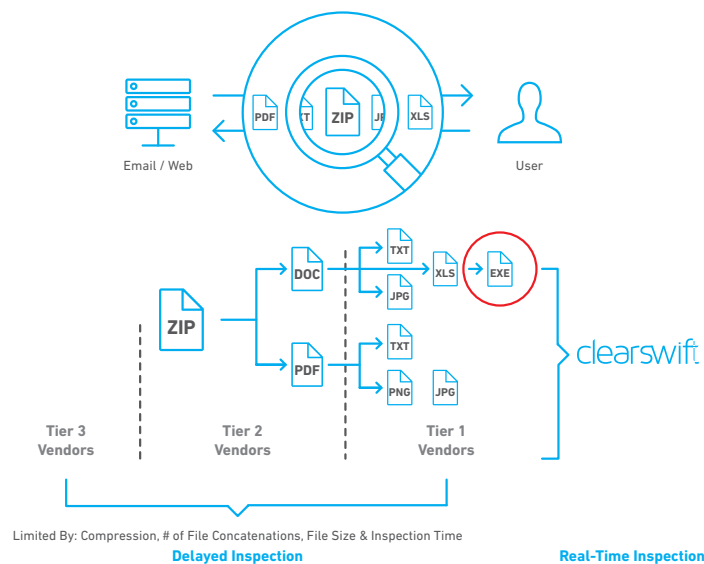 PDF
ZIP
XLS
Email / Web
User
TXT
DOC
XLS
EXE
JPG
ZIP
TXT
PDF
PNG
JPG
clearswift
Tier 3
Vendors
Tier 2
Vendors
Tier 1
Vendors
Limited By: Compression, # of File Concatenations, File Size & Inspection Time
Delayed Inspection
Real-Time Inspection